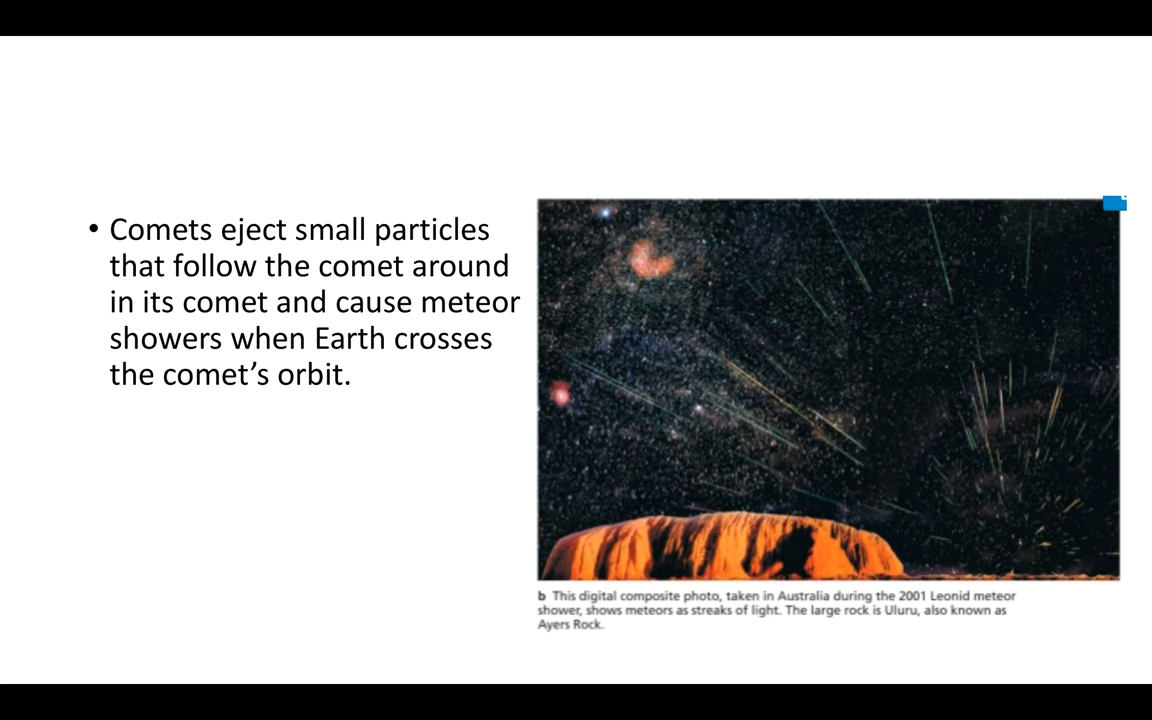 • Comets eject small particles
that follow the comet around
in its comet and cause meteor
showers when Earth crosses
the comet’s orbit.
b This digital composite photo, taken in Australia during the 2001 Leonid meteor
shower, shows meteors as streaks of light. The large rock is Uluru, also known as
Ayers Rock.